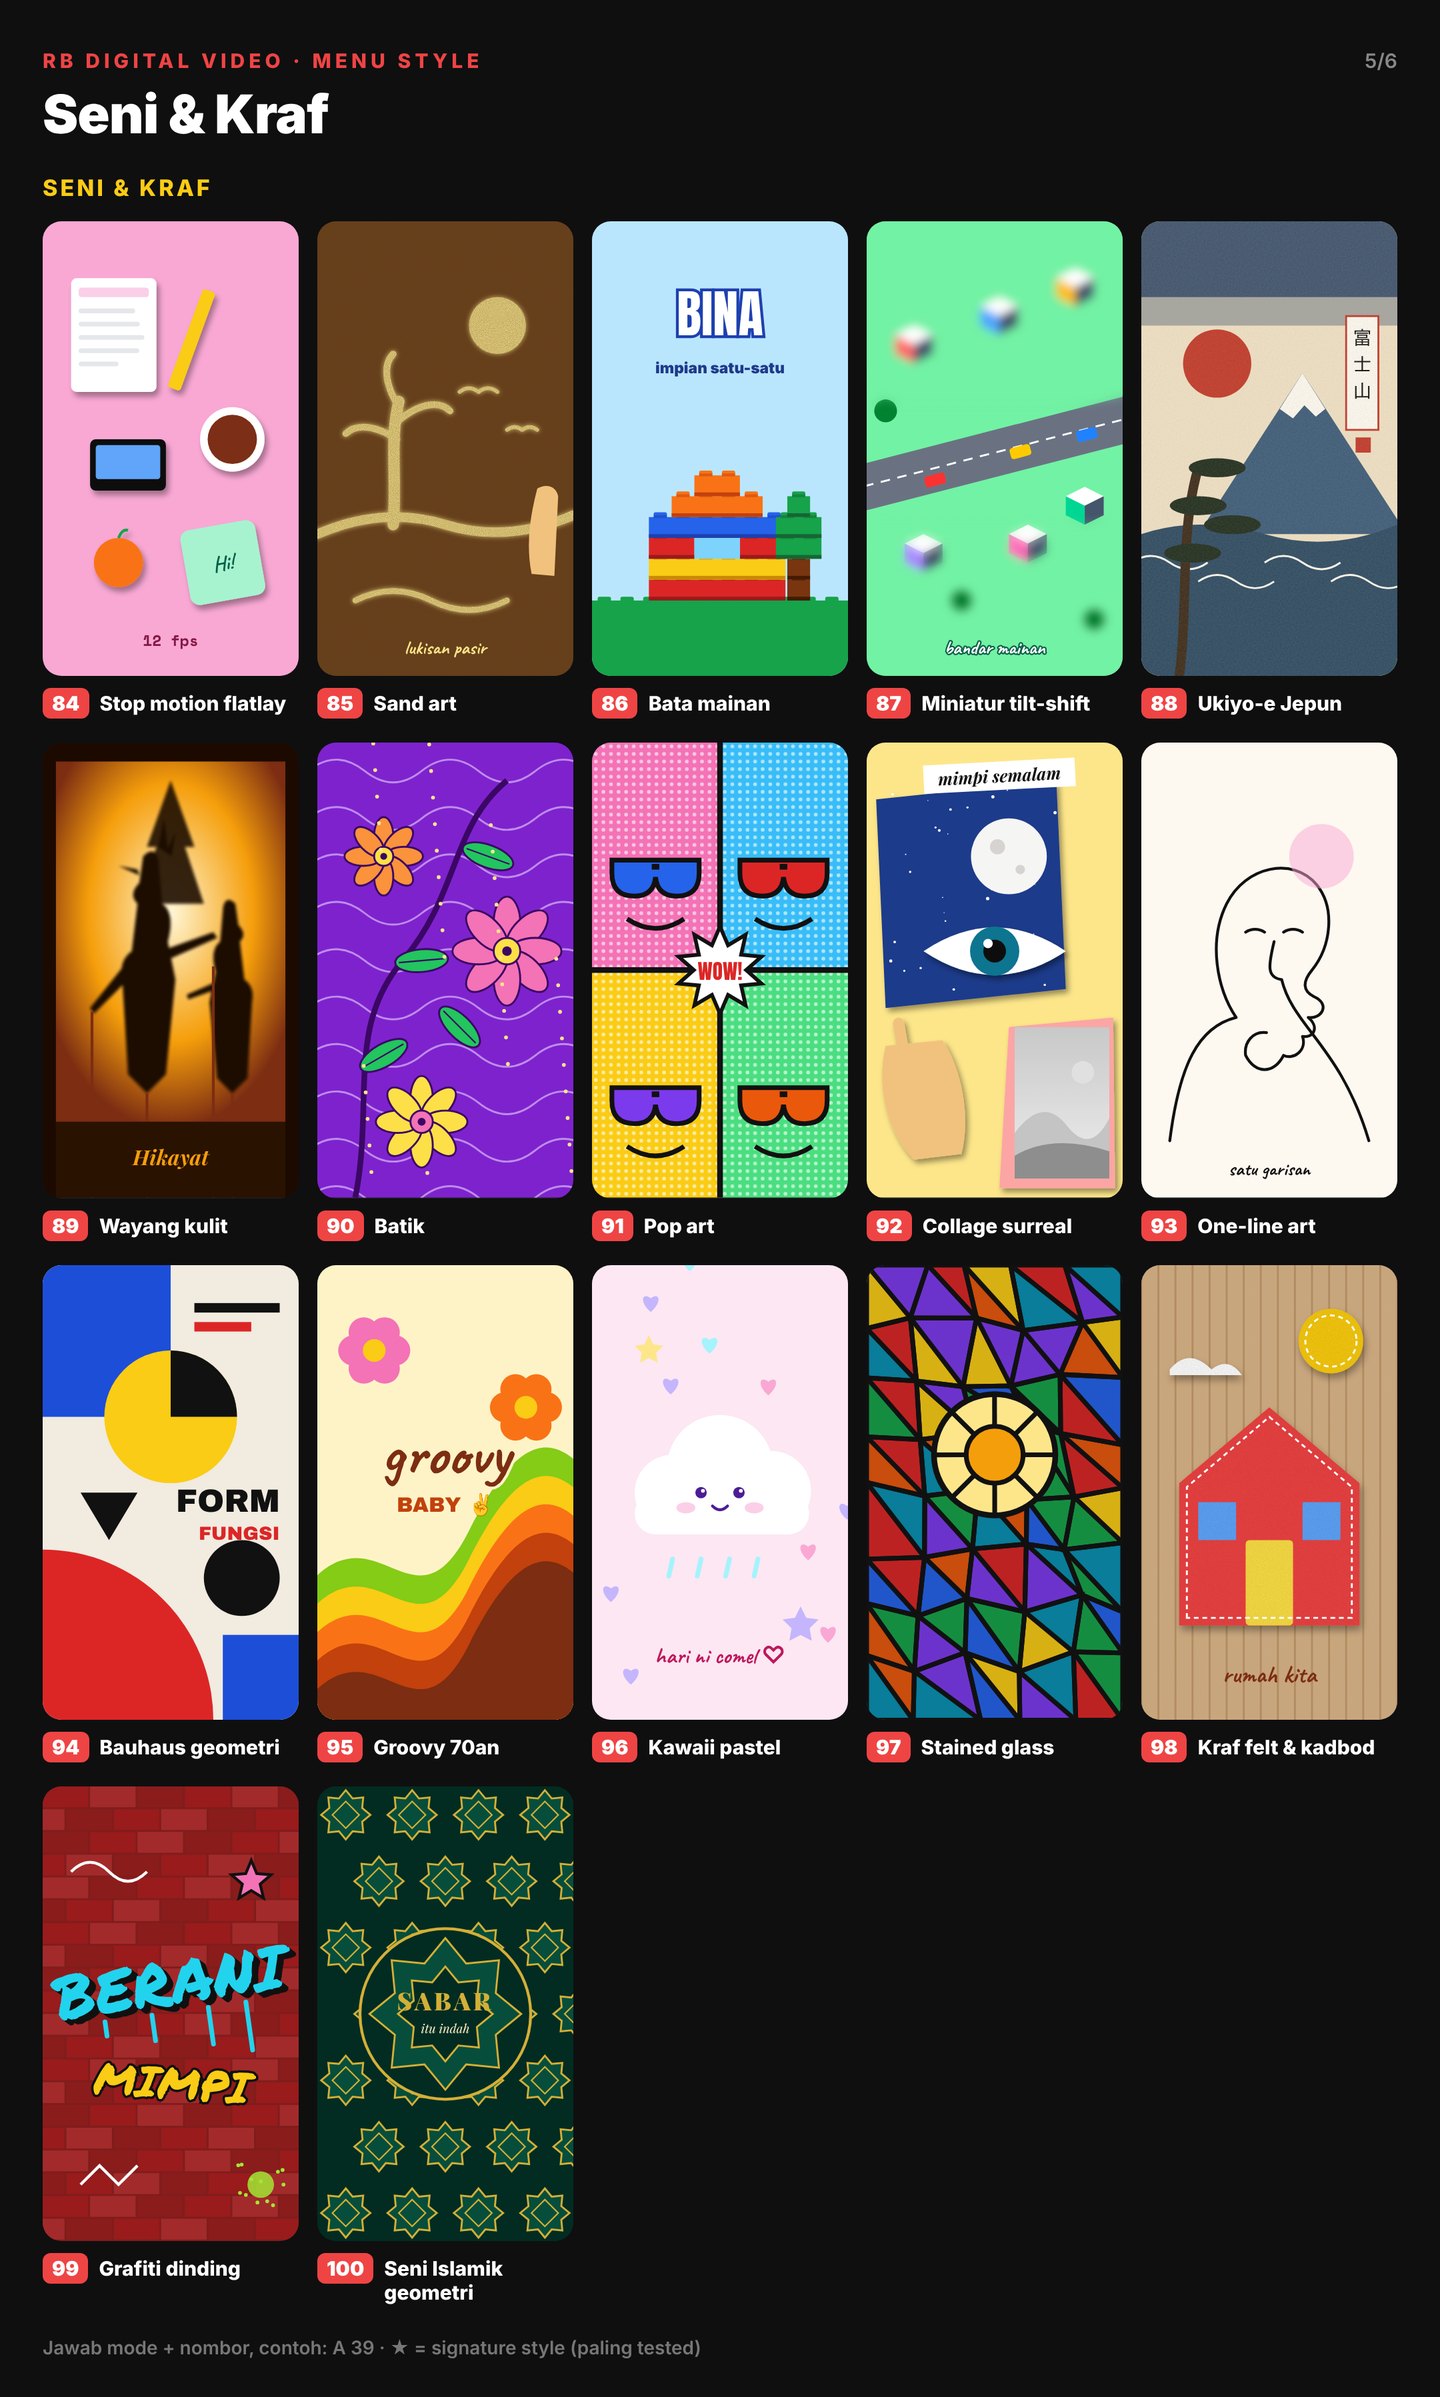 RB DIGITAL VIDEO · MENU STYLE
5/6
Seni & Kraf
SENI & KRAF
Hi!
12 fps
lukisan pasir
BINA
impian satu-satu
bandar mainan
富
士
山
84 Stop motion flatlay
85 Sand art
86 Bata mainan
87 Miniatur tilt-shift
88 Ukiyo-e Jepun
Hikayat
WOW!
mimpi semalam
satu garisan
89 Wayang kulit
90 Batik
91 Pop art
92 Collage surreal
93 One-line art
FORM
FUNGSI
groovy
BABY ✌️
hari ni comel ♡
rumah kita
94 Bauhaus geometri
95 Groovy 70an
96 Kawaii pastel
97 Stained glass
98 Kraf felt & kadbod
BERANI
MIMPI
SABAR
itu indah
99 Grafiti dinding
100 Seni Islamik
geometri
Jawab mode + nombor, contoh: A 39 · ★ = signature style (paling tested)